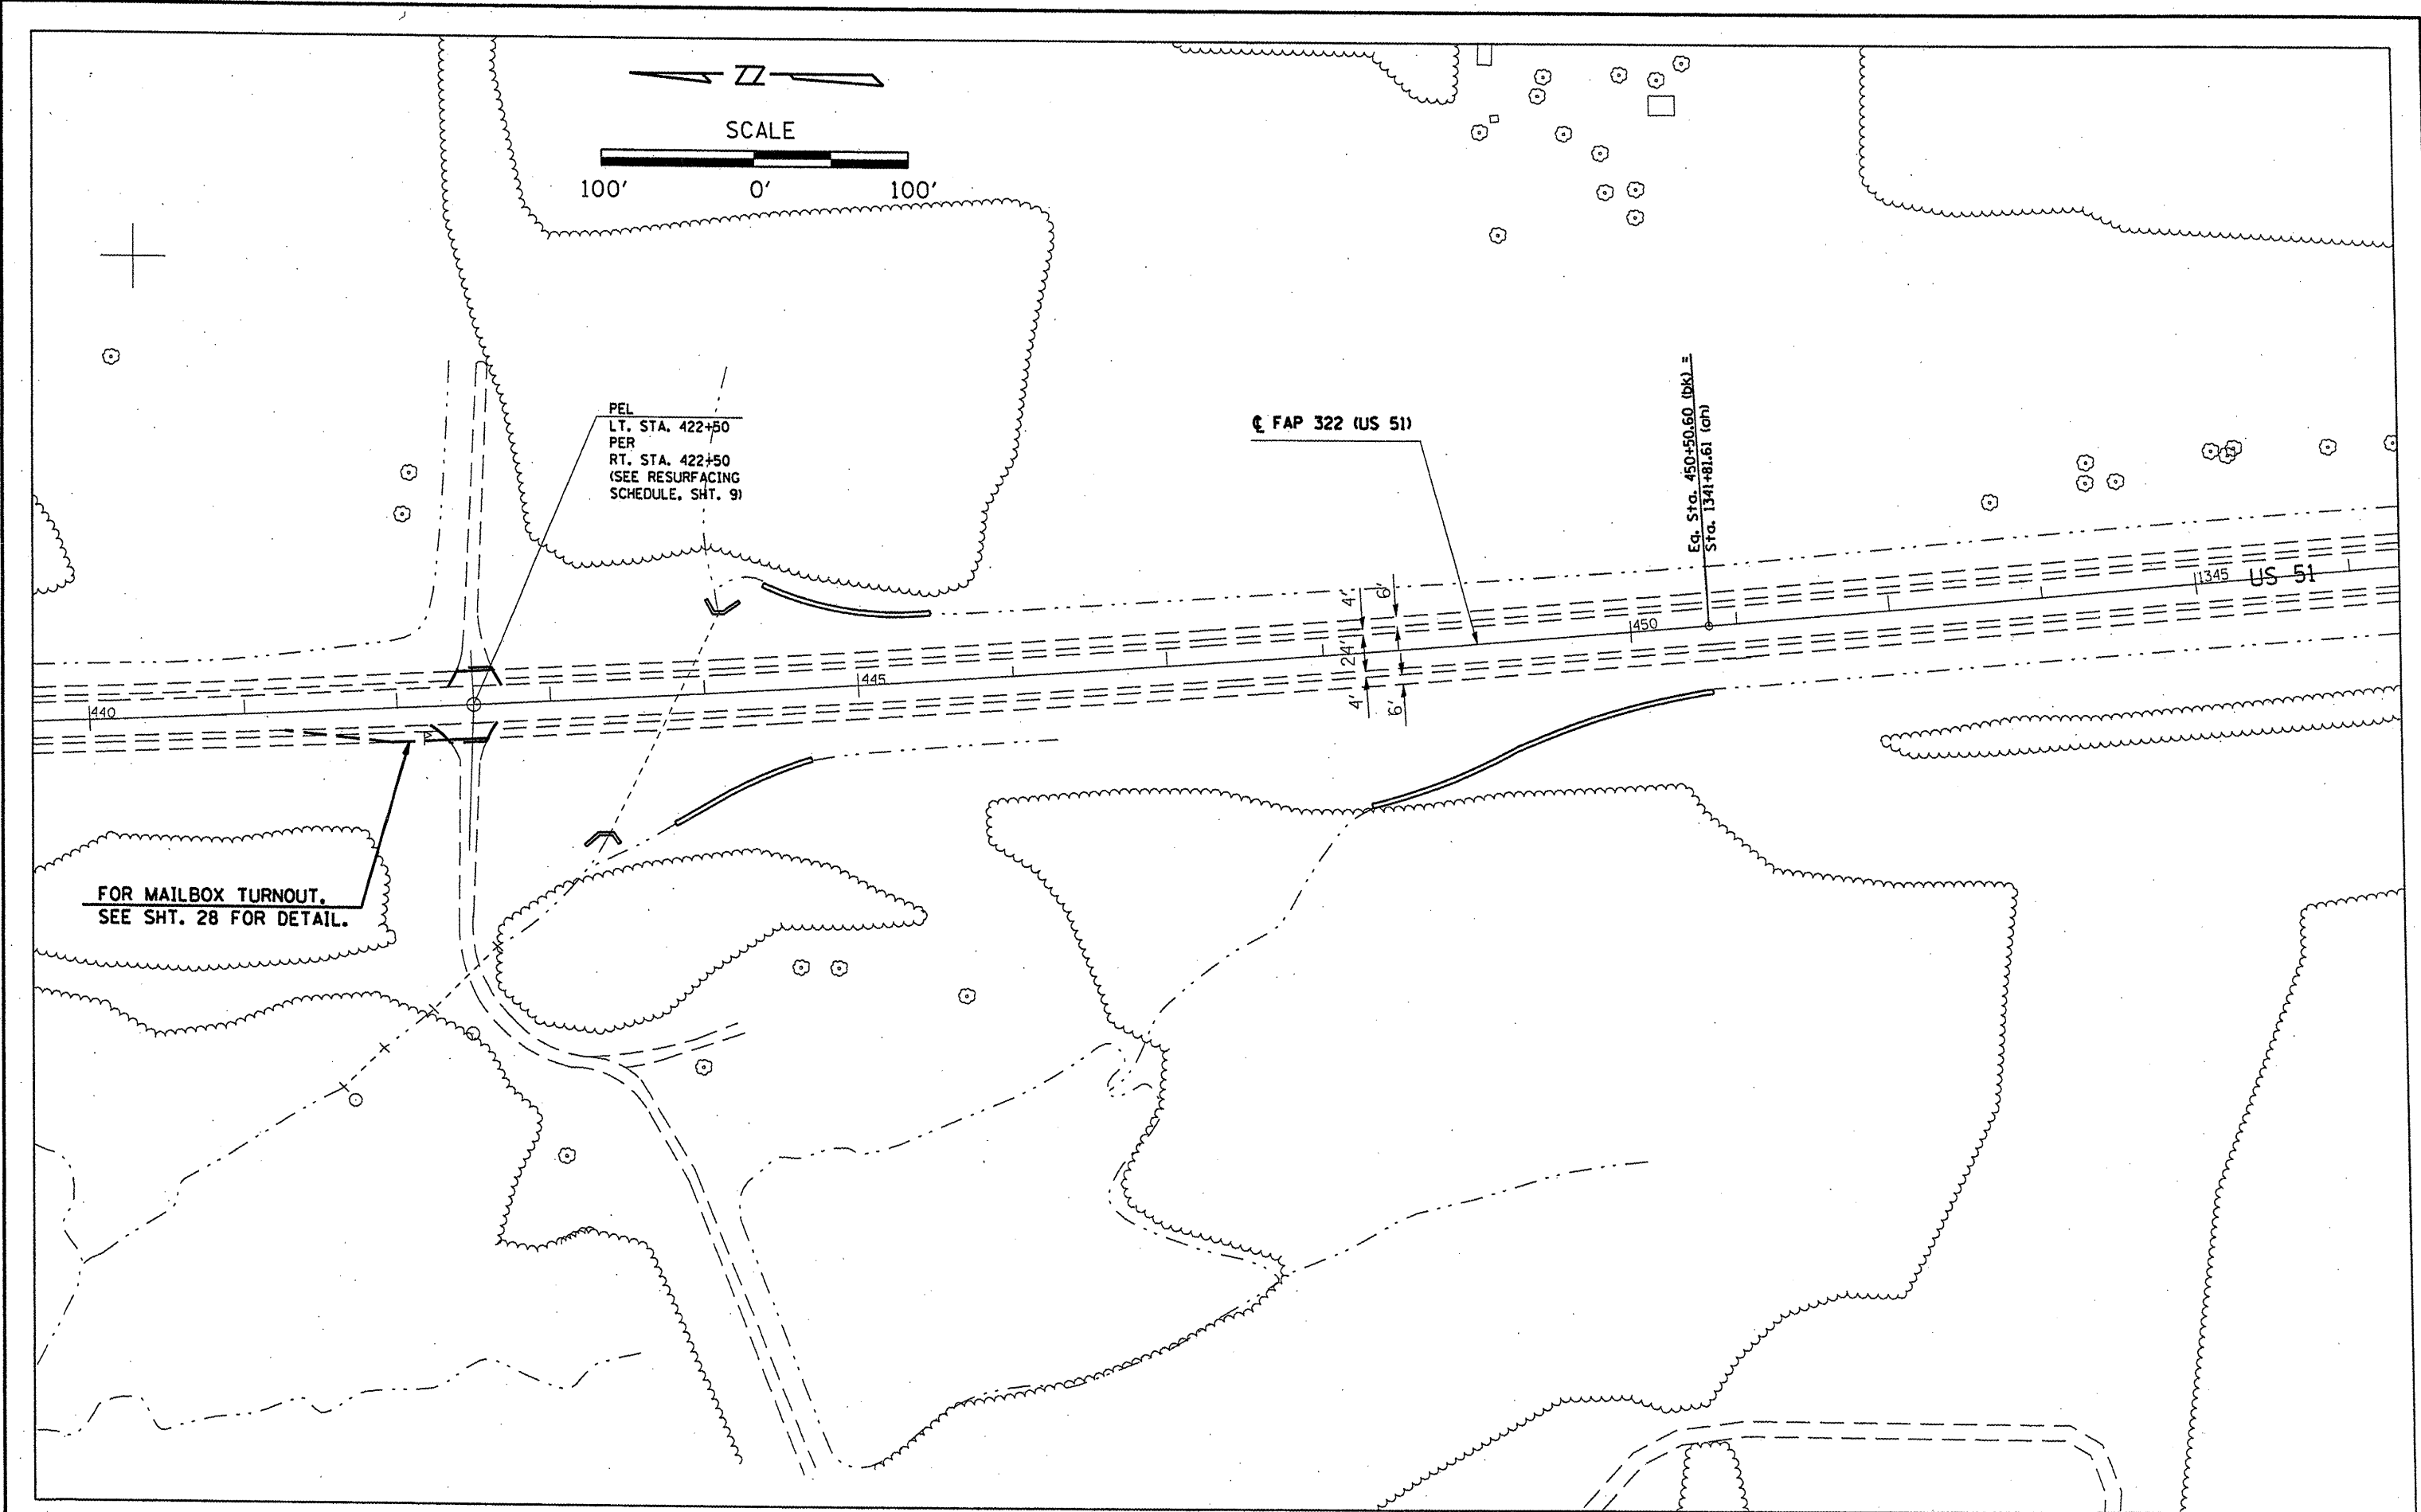 SCALE
100' 0' 100'
PEL
LT. STA. 422+50
PER
RT. STA. 422+50
(SEE RESURFACING
SCHEDULE. SHT. 9)
℄ FAP 322 (US 51)
Eq. Sta. 450+50.60 (bk) =
Sta. 1341+81.61 (ah)
1345 US 51
450
4' 6'
24'
4' 6'
445
440
FOR MAILBOX TURNOUT.
SEE SHT. 28 FOR DETAIL.